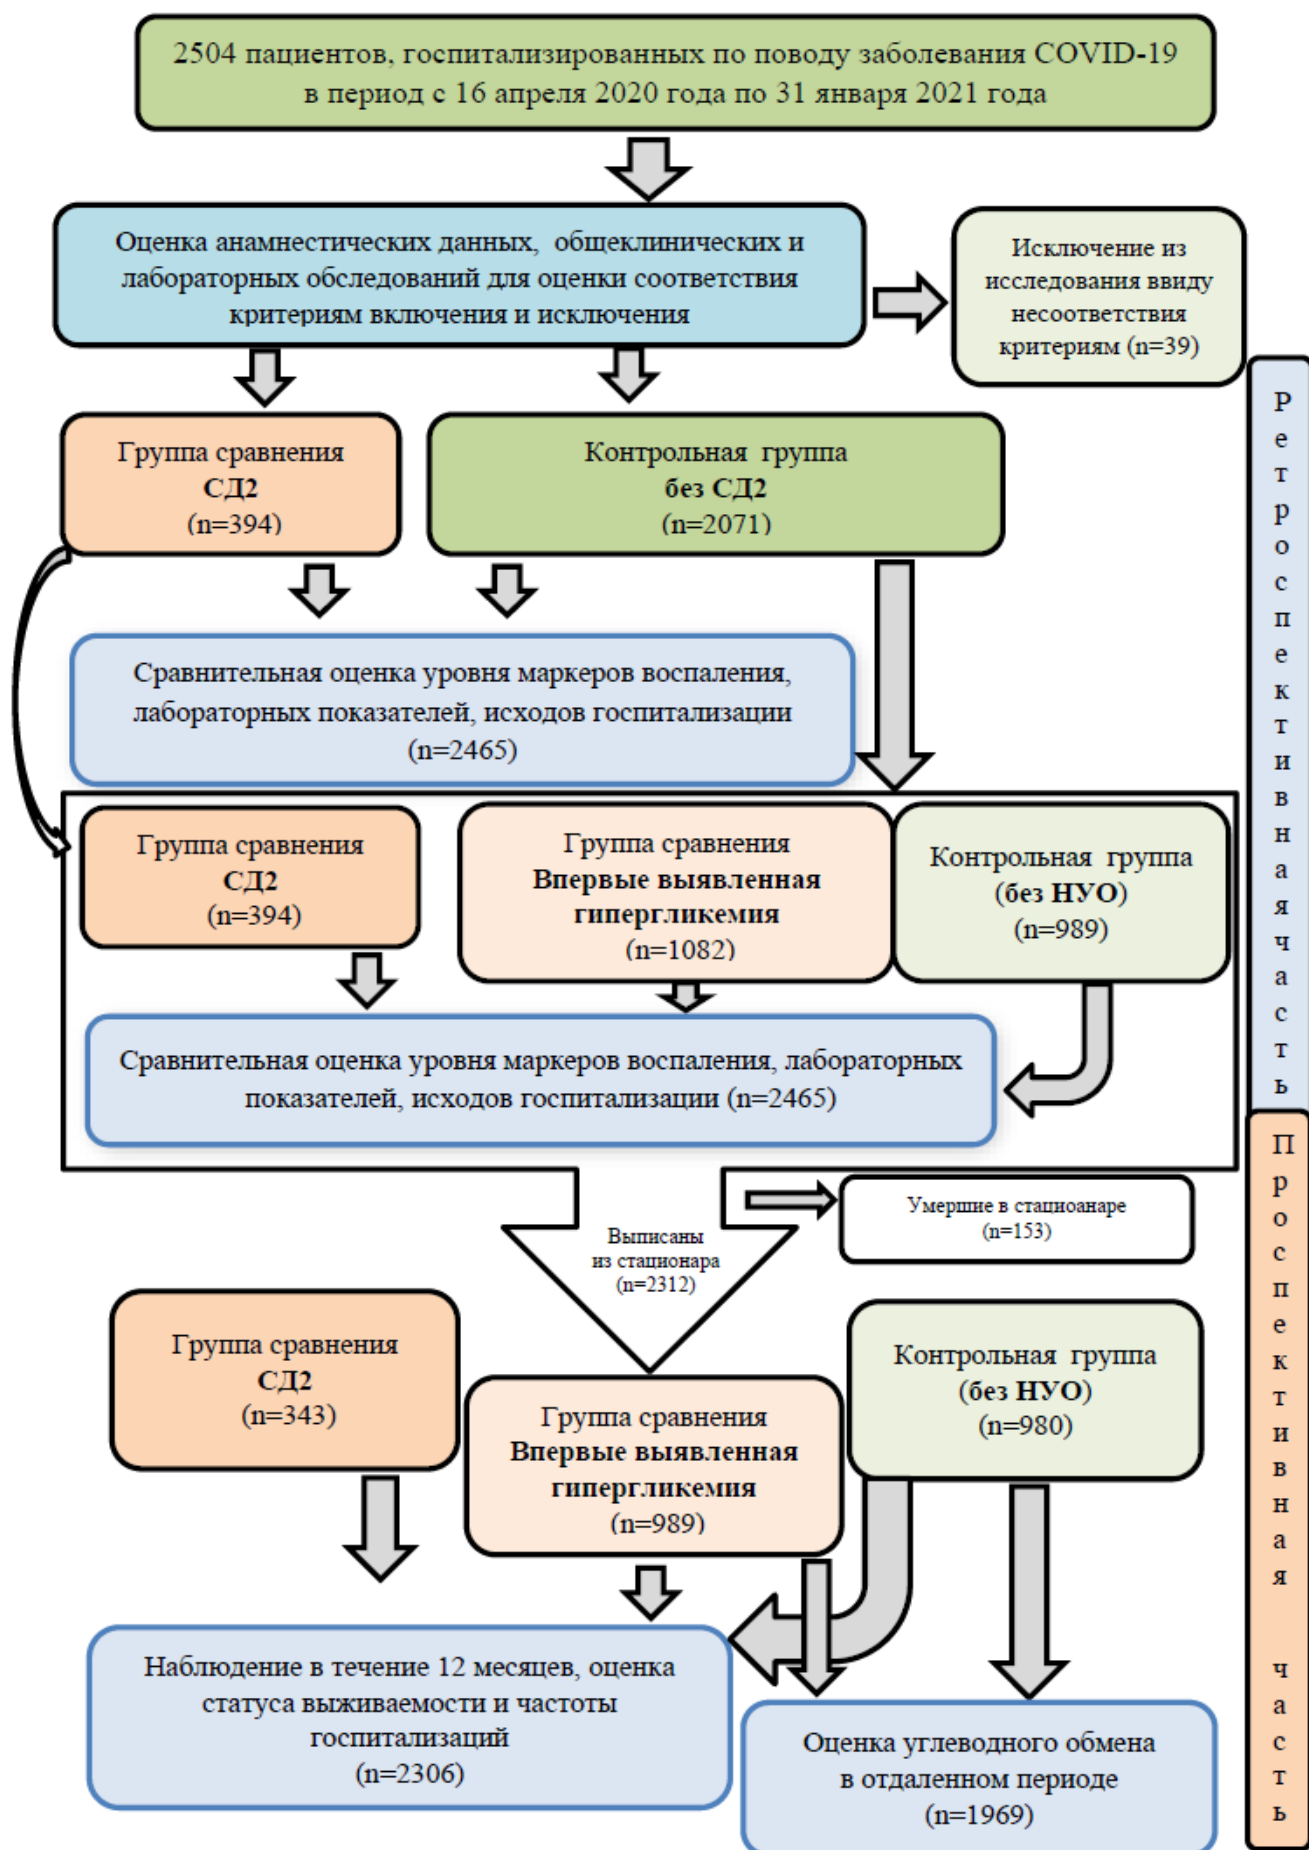 2504 пациентов, госпитализированных по поводу заболевания COVID-19
в период с 16 апреля 2020 года по 31 января 2021 года
Оценка анамнестических данных, общеклинических и
лабораторных обследований для оценки соответствия
критериям включения и исключения
Исключение из
исследования ввиду
несоответствия
критериям (n=39)
Группа сравнения
СД2
(n=394)
Контрольная группа
без СД2
(n=2071)
Сравнительная оценка уровня маркеров воспаления,
лабораторных показателей, исходов госпитализации
(n=2465)
Группа сравнения
СД2
(n=394)
Группа сравнения
Впервые выявленная
гипергликемия
(n=1082)
Контрольная группа
(без НУО)
(n=989)
Сравнительная оценка уровня маркеров воспаления, лабораторных
показателей, исходов госпитализации (n=2465)
Ретроспективная часть
Умершие в стациоанаре
(n=153)
Выписаны
из стационара
(n=2312)
Группа сравнения
СД2
(n=343)
Группа сравнения
Впервые выявленная
гипергликемия
(n=989)
Контрольная группа
(без НУО)
(n=980)
Наблюдение в течение 12 месяцев, оценка
статуса выживаемости и частоты
госпитализаций
(n=2306)
Оценка углеводного обмена
в отдаленном периоде
(n=1969)
Проспективная часть